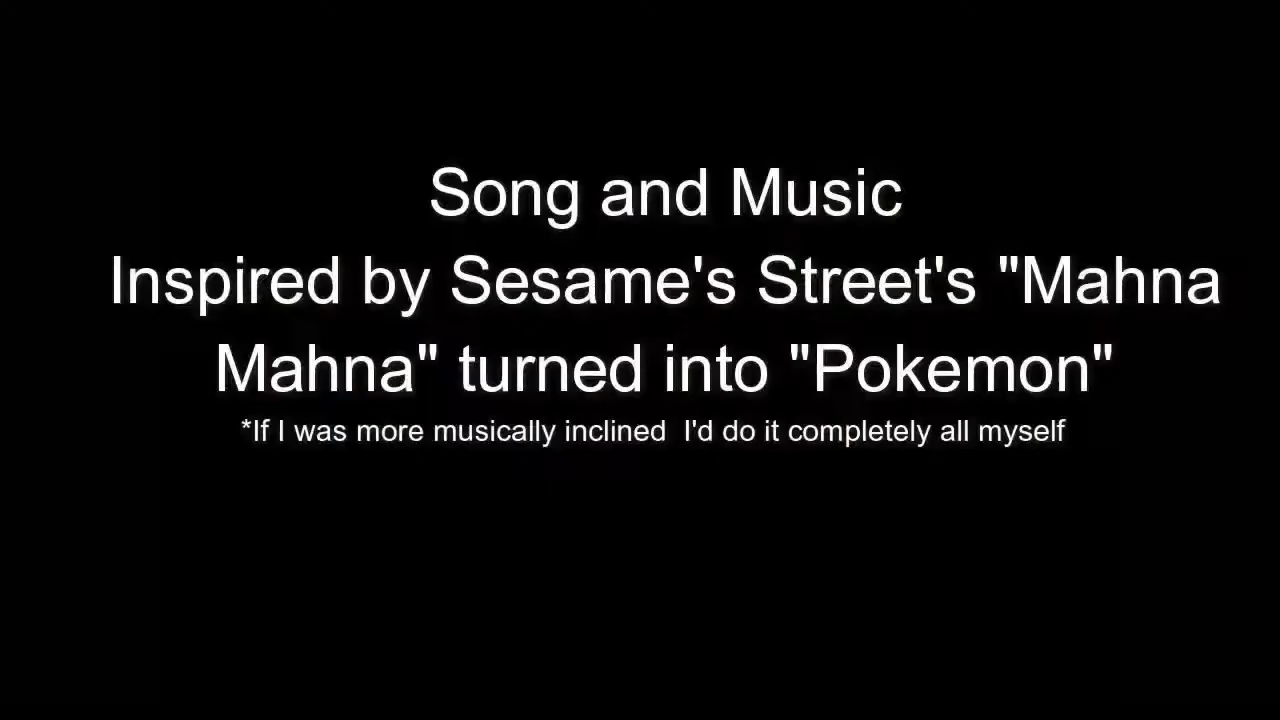 Song and Music
Inspired by Sesame's Street's "Mahna
Mahna" turned into "Pokemon"
*If I was more musically inclined  I'd do it completely all myself